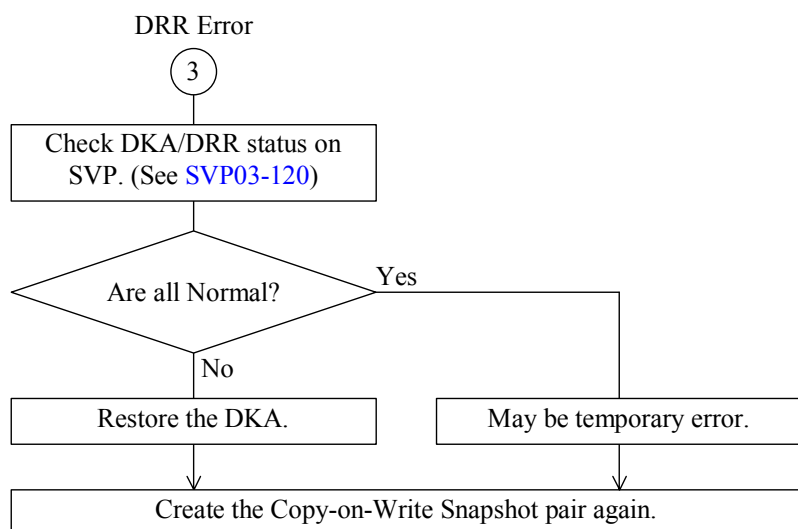 DRR Error
3
Check DKA/DRR status on
SVP. (See SVP03-120)
Are all Normal?
Yes
No
Restore the DKA.
May be temporary error.
Create the Copy-on-Write Snapshot pair again.